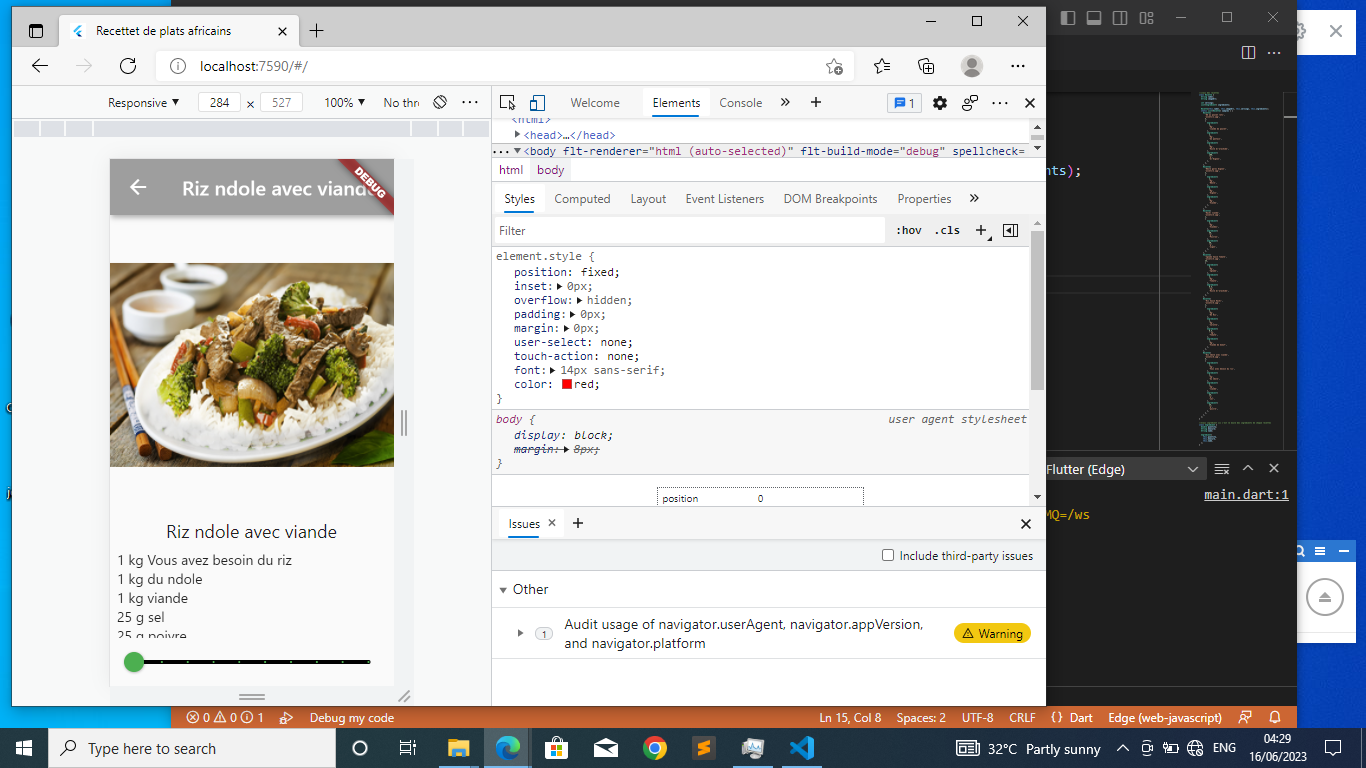 Recettet de plats africains
localhost:7590/#/
Responsive ▼ 284 × 527 100% ▼ No thro
Riz ndole avec viande
DEBUG
Riz ndole avec viande
1 kg Vous avez besoin du riz
1 kg du ndole
1 kg viande
25 g sel
25 g poivre
Welcome Elements Console 1
<html>
<head>…</head>
<body flt-renderer="html (auto-selected)" flt-build-mode="debug" spellcheck=
html body
Styles Computed Layout Event Listeners DOM Breakpoints Properties
Filter :hov .cls
element.style {
position: fixed;
inset: 0px;
overflow: hidden;
padding: 0px;
margin: 0px;
user-select: none;
touch-action: none;
font: 14px sans-serif;
color: red;
}
body { user agent stylesheet
display: block;
margin: 8px;
}
position 0
Issues
Include third-party issues
Other
1 Audit usage of navigator.userAgent, navigator.appVersion, Warning
and navigator.platform
nts);
Flutter (Edge)
main.dart:1
MQ=/ws
0 0 1 Debug my code Ln 15, Col 8 Spaces: 2 UTF-8 CRLF {} Dart Edge (web-javascript)
Type here to search 32°C Partly sunny ENG 04:29
16/06/2023